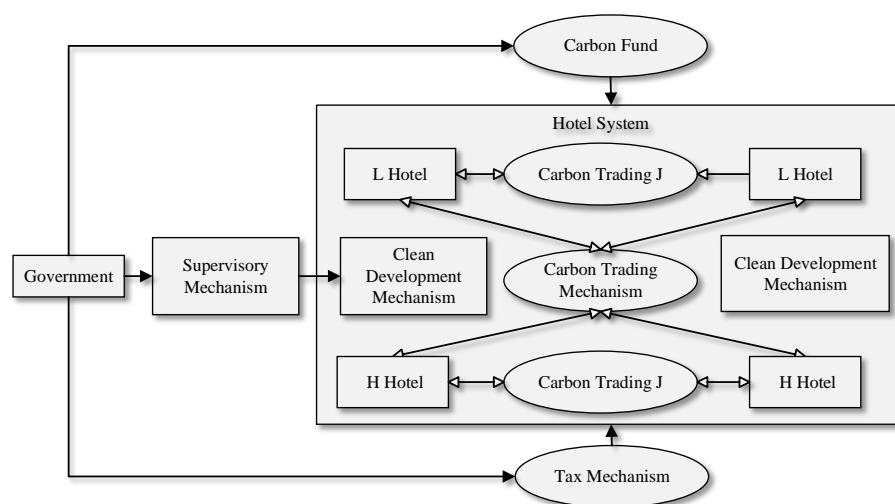 Carbon Fund
Hotel System
L Hotel
Carbon Trading J
L Hotel
Government
Supervisory
Mechanism
Clean
Development
Mechanism
Carbon Trading
Mechanism
Clean Development
Mechanism
H Hotel
Carbon Trading J
H Hotel
Tax Mechanism